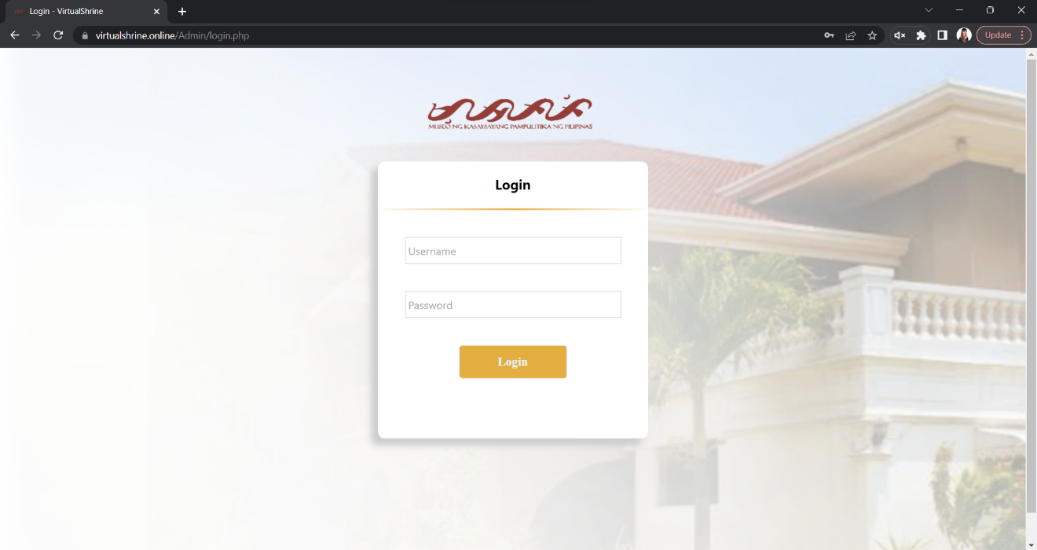 Login - VirtualShrine
virtualshrine.online/Admin/login.php
Update
MUSEO NG KASAYSAYANG PAMPULITIKA NG PILIPINAS
Login
Username
Password
Login